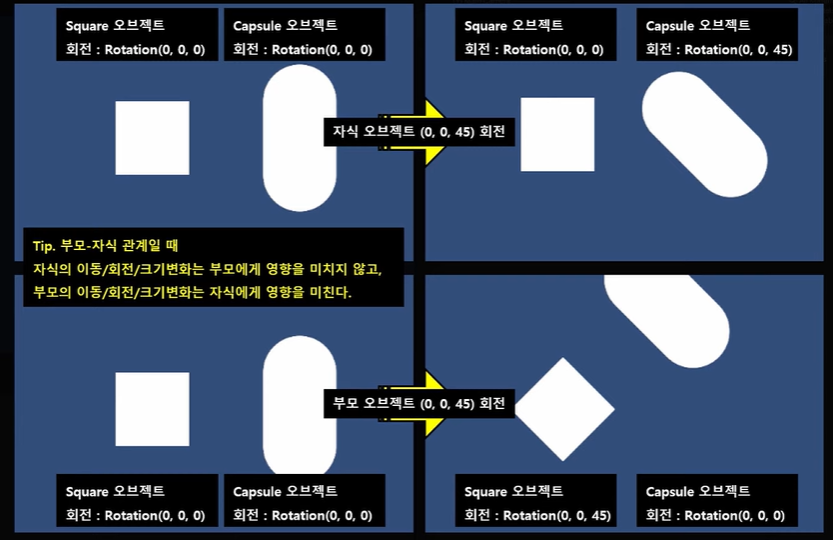 Square 오브젝트
회전 : Rotation(0, 0, 0)
Capsule 오브젝트
회전 : Rotation(0, 0, 0)
Square 오브젝트
회전 : Rotation(0, 0, 0)
Capsule 오브젝트
회전 : Rotation(0, 0, 45)
자식 오브젝트 (0, 0, 45) 회전
Tip. 부모-자식 관계일 때
자식의 이동/회전/크기변화는 부모에게 영향을 미치지 않고,
부모의 이동/회전/크기변화는 자식에게 영향을 미친다.
부모 오브젝트 (0, 0, 45) 회전
Square 오브젝트
회전 : Rotation(0, 0, 0)
Capsule 오브젝트
회전 : Rotation(0, 0, 0)
Square 오브젝트
회전 : Rotation(0, 0, 45)
Capsule 오브젝트
회전 : Rotation(0, 0, 0)